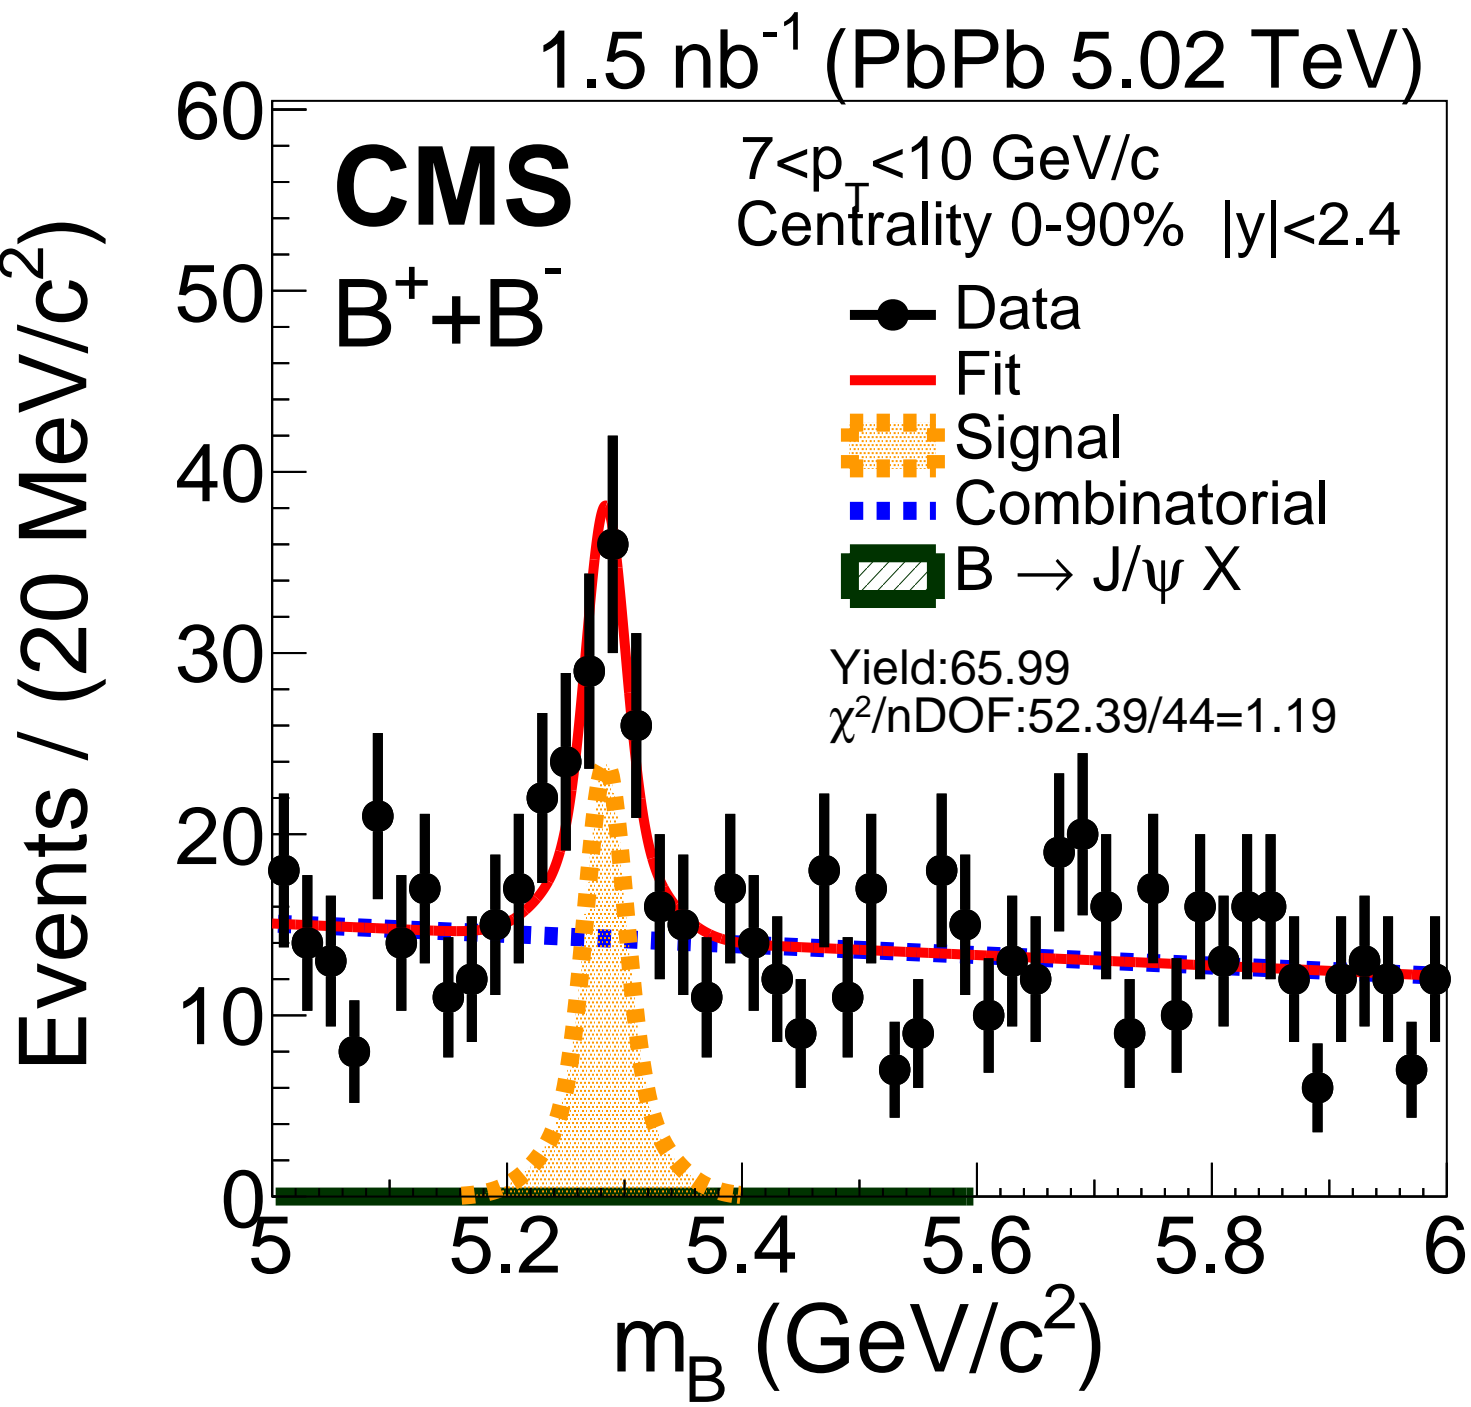 1.5 nb⁻¹ (PbPb 5.02 TeV)
CMS
B⁺+B⁻
7<p_T<10 GeV/c
Centrality 0-90% |y|<2.4
Data
Fit
Signal
Combinatorial
B → J/ψ X
Yield:65.99
χ²/nDOF:52.39/44=1.19
Events / (20 MeV/c²)
60
50
40
30
20
10
0
5 5.2 5.4 5.6 5.8 6
m_B (GeV/c²)